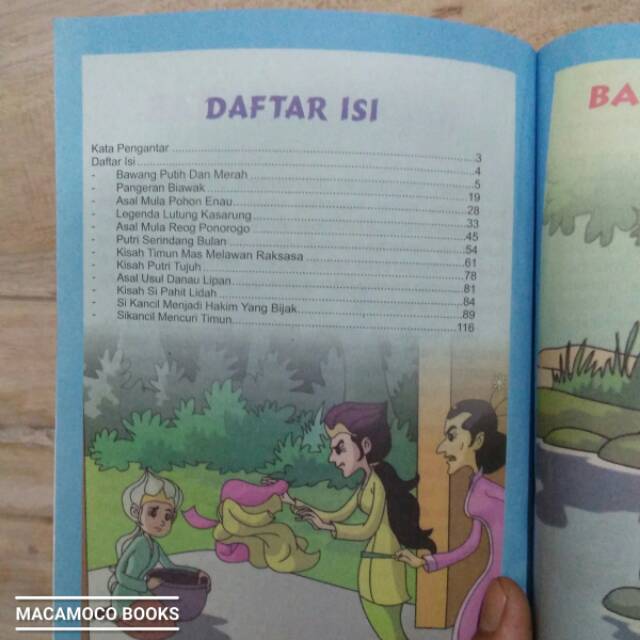 DAFTAR ISI
BA
Kata Pengantar 3
Daftar Isi 4
- Bawang Putih Dan Merah 5
- Pangeran Biawak 19
- Asal Mula Pohon Enau 28
- Legenda Lutung Kasarung 33
- Asal Mula Reog Ponorogo 45
- Putri Serindang Bulan 54
- Kisah Timun Mas Melawan Raksasa 61
- Kisah Putri Tujuh 78
- Asal Usul Danau Lipan 81
- Kisah Si Pahit Lidah 84
- Si Kancil Menjadi Hakim Yang Bijak 89
- Sikancil Mencuri Timun 116
MACAMOCO BOOKS